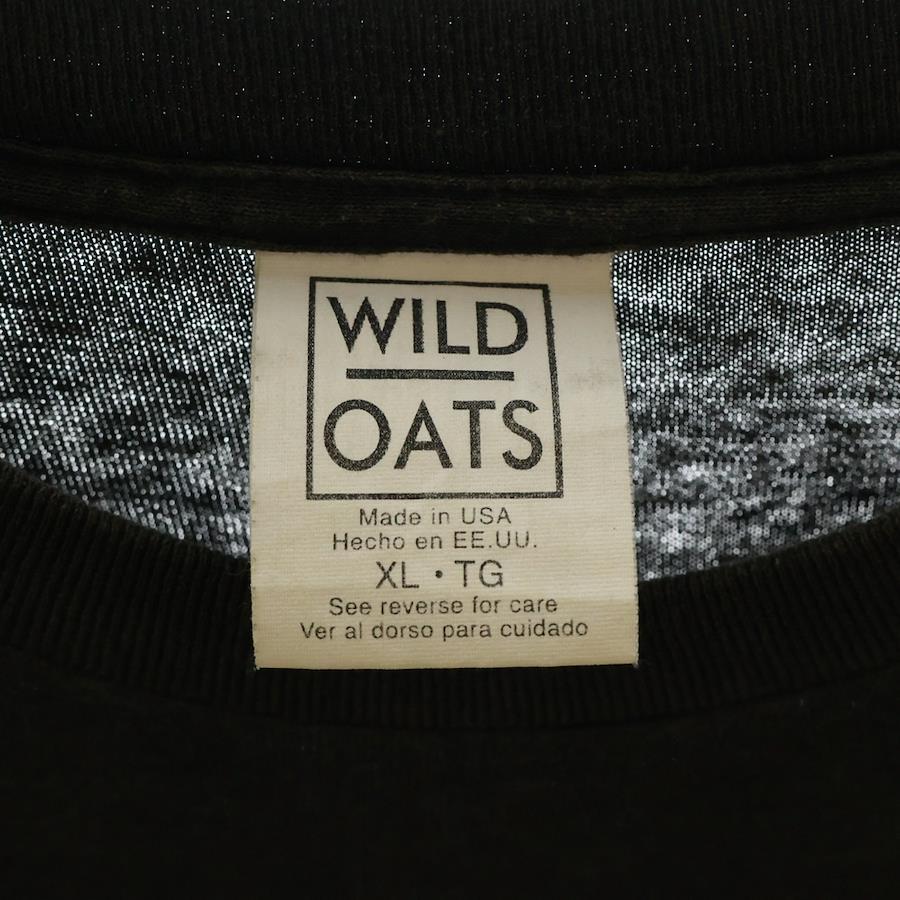 WILD
OATS
Made in USA
Hecho en EE.UU.
XL • TG
See reverse for care
Ver al dorso para cuidado